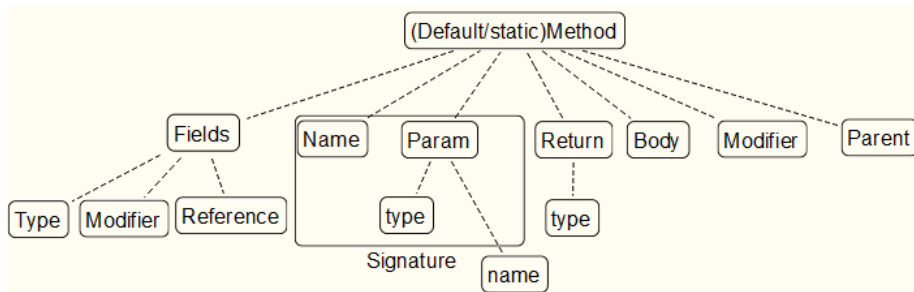 (Default/static)Method
Fields
Name
Param
Return
Body
Modifier
Parent
Type
Modifier
Reference
type
type
Signature
name